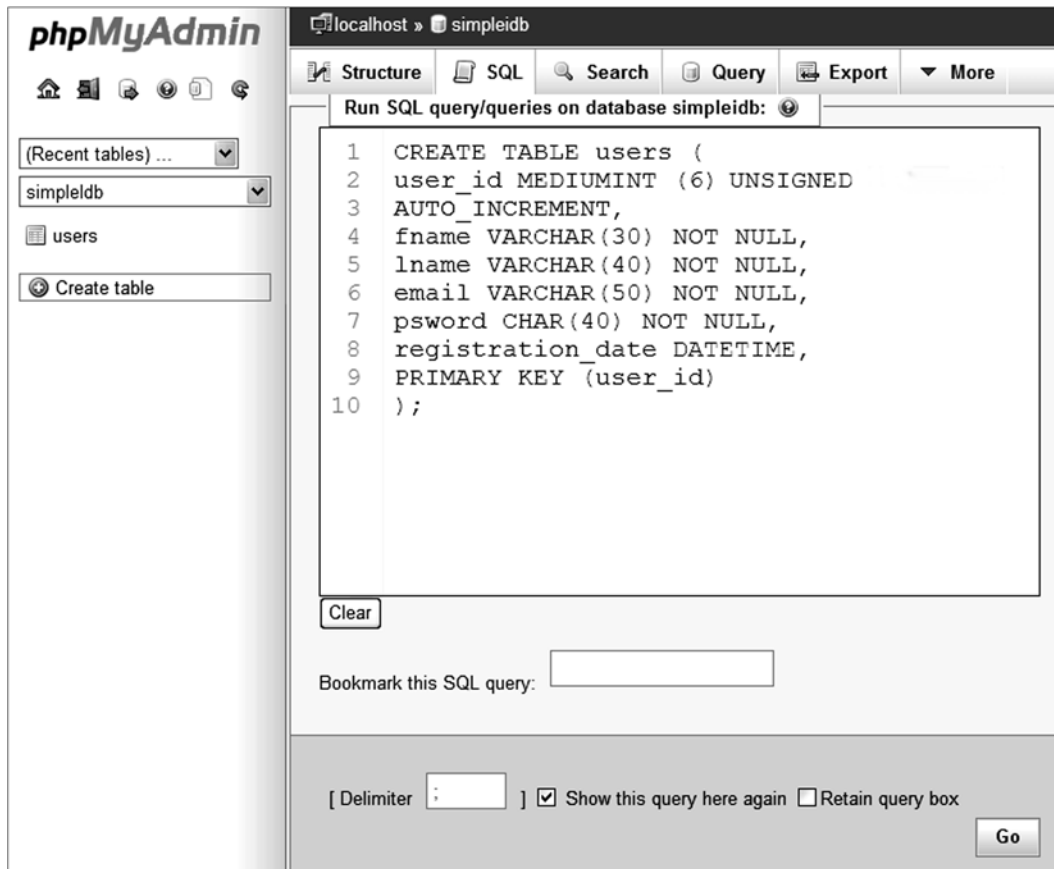 phpMyAdmin
(Recent tables) ...
simpleldb
users
Create table
localhost » simpleidb
Structure
SQL
Search
Query
Export
More
Run SQL query/queries on database simpleidb:
1 CREATE TABLE users (
2 user_id MEDIUMINT (6) UNSIGNED
3 AUTO_INCREMENT,
4 fname VARCHAR(30) NOT NULL,
5 lname VARCHAR(40) NOT NULL,
6 email VARCHAR(50) NOT NULL,
7 psword CHAR(40) NOT NULL,
8 registration_date DATETIME,
9 PRIMARY KEY (user_id)
10 );
Clear
Bookmark this SQL query:
[ Delimiter ; ] Show this query here again Retain query box
Go